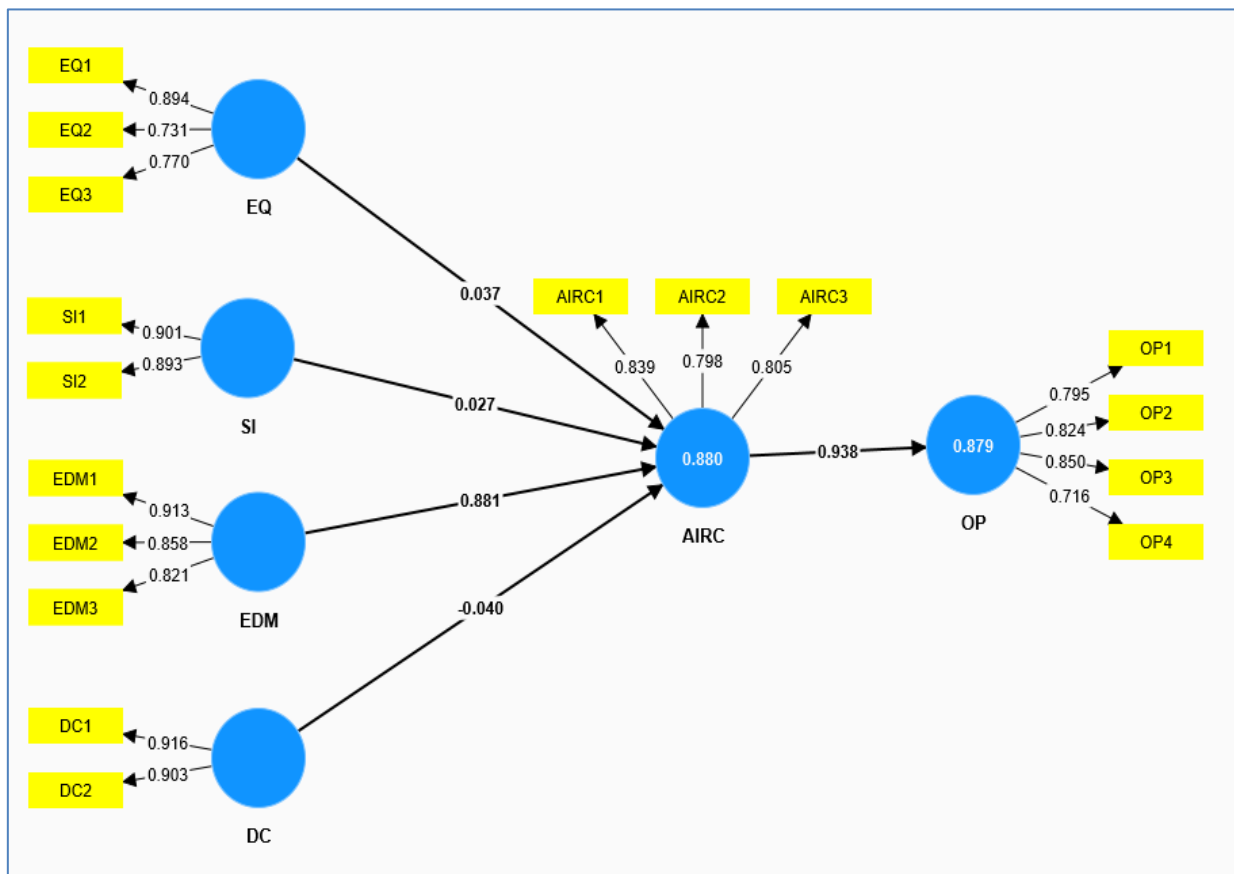 EQ1
0.894
EQ2
0.731
EQ3
0.770
EQ
0.037
SI1
0.901
SI2
0.893
SI
0.027
EDM1
0.913
EDM2
0.858
EDM3
0.821
EDM
0.881
DC1
0.916
DC2
0.903
DC
-0.040
AIRC1
AIRC2
AIRC3
0.839
0.798
0.805
0.880
AIRC
0.938
OP1
0.795
OP2
0.824
OP3
0.850
OP4
0.716
0.879
OP